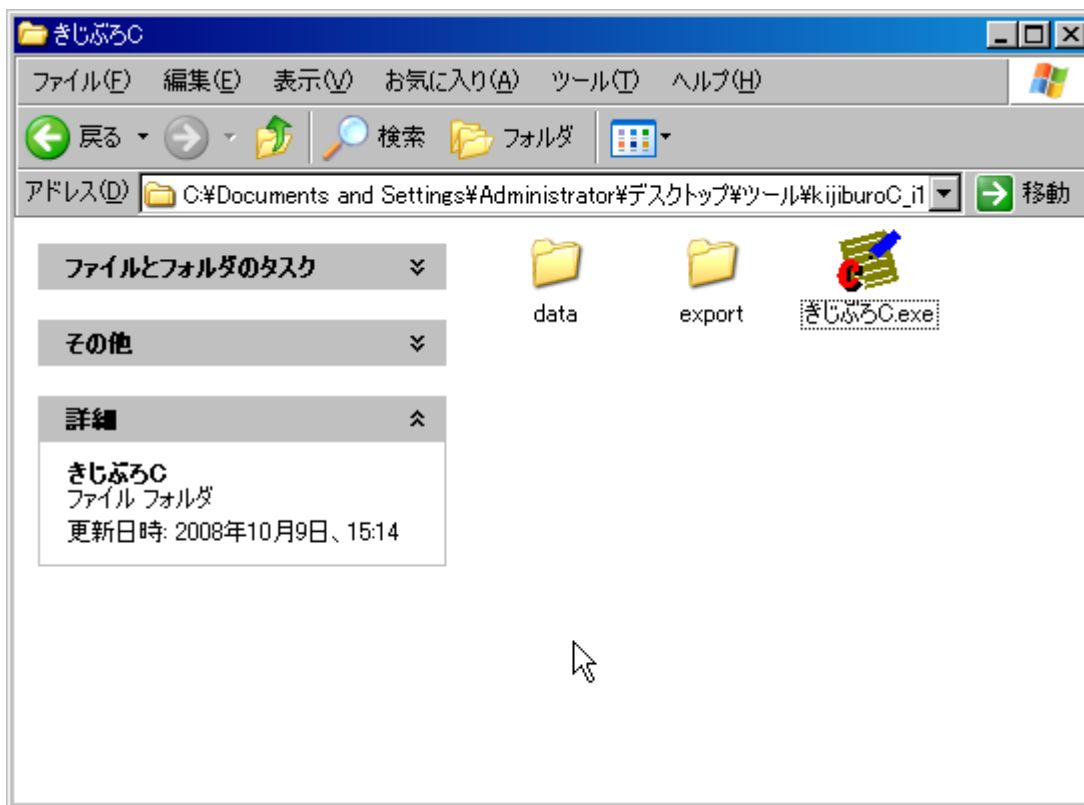 きじぶろC
ファイル(F) 編集(E) 表示(V) お気に入り(A) ツール(T) ヘルプ(H)
戻る 検索 フォルダ
アドレス(D) C:¥Documents and Settings¥Administrator¥デスクトップ¥ツール¥kijiburoC_i1 移動
ファイルとフォルダのタスク
その他
詳細
きじぶろC
ファイル フォルダ
更新日時: 2008年10月9日、15:14
data
export
きじぶろC.exe